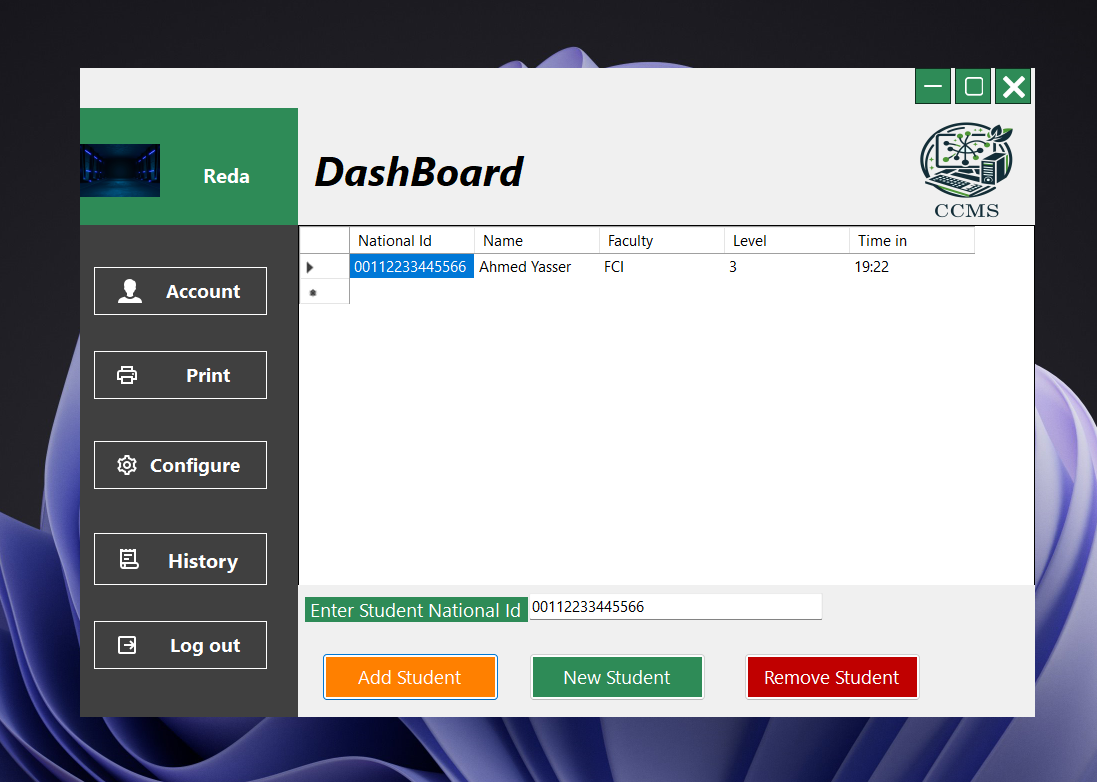 Reda
DashBoard
CCMS
National Id Name Faculty Level Time in
00112233445566 Ahmed Yasser FCI 3 19:22
Account
Print
Configure
History
Log out
Enter Student National Id 00112233445566
Add Student New Student Remove Student